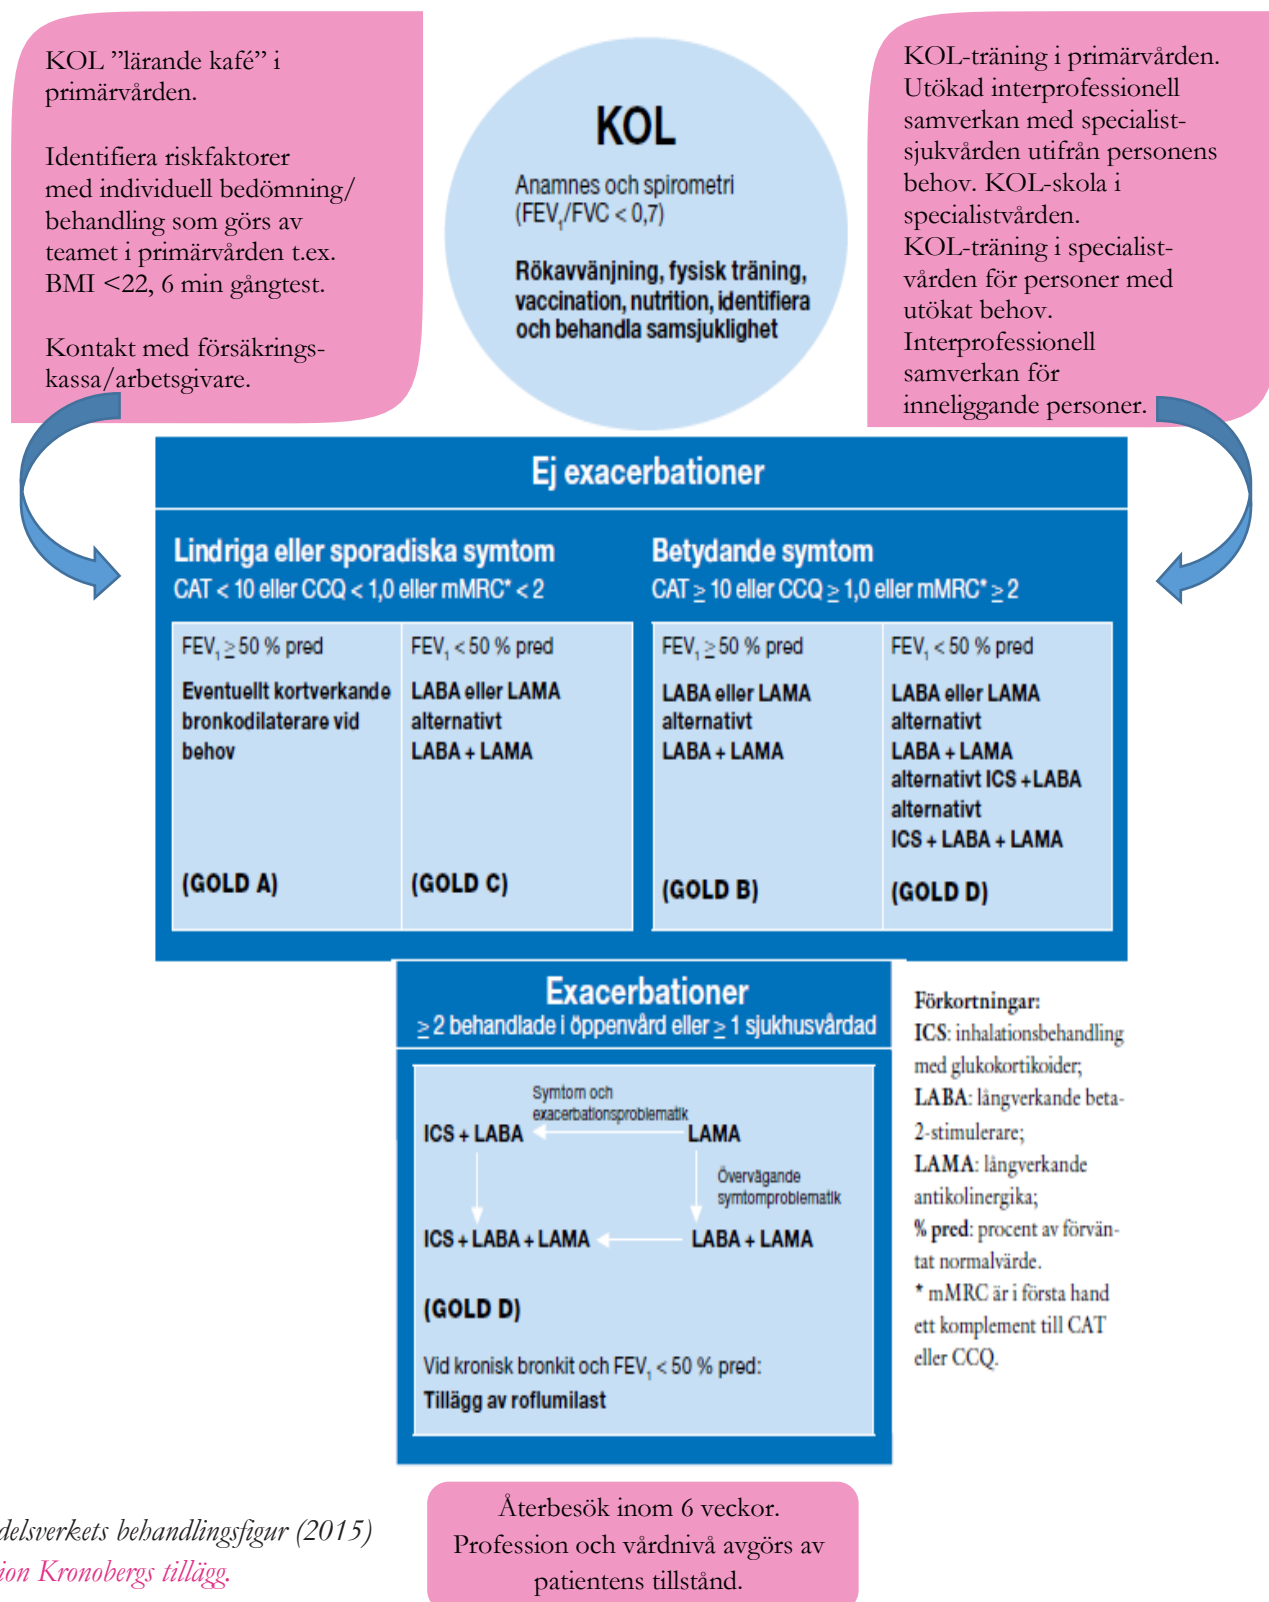 KOL ”lärande kafé” i
primärvården.
Identifiera riskfaktorer
med individuell bedömning/
behandling som görs av
teamet i primärvården t.ex.
BMI <22, 6 min gångtest.
Kontakt med försäkrings-
kassa/arbetsgivare.
KOL
Anamnes och spirometri
(FEV₁/FVC < 0,7)
Rökavvänjning, fysisk träning,
vaccination, nutrition, identifiera
och behandla samsjuklighet
KOL-träning i primärvården.
Utökad interprofessionell
samverkan med specialist-
sjukvården utifrån personens
behov. KOL-skola i
specialistvården.
KOL-träning i specialist-
vården för personer med
utökat behov.
Interprofessionell
samverkan för
inneliggande personer.
Ej exacerbationer
Lindriga eller sporadiska symtom
CAT < 10 eller CCQ < 1,0 eller mMRC* < 2
FEV₁ ≥ 50 % pred
Eventuellt kortverkande
bronkodilaterare vid
behov
(GOLD A)
FEV₁ < 50 % pred
LABA eller LAMA
alternativt
LABA + LAMA
(GOLD C)
Betydande symtom
CAT ≥ 10 eller CCQ ≥ 1,0 eller mMRC* ≥ 2
FEV₁ ≥ 50 % pred
LABA eller LAMA
alternativt
LABA + LAMA
(GOLD B)
FEV₁ < 50 % pred
LABA eller LAMA
alternativt
LABA + LAMA
alternativt ICS +LABA
alternativt
ICS + LABA + LAMA
(GOLD D)
Exacerbationer
≥ 2 behandlade i öppenvård eller ≥ 1 sjukhusvårdad
Symtom och
exacerbationsproblematik
ICS + LABA
LAMA
Övervägande
symtomproblematik
ICS + LABA + LAMA
LABA + LAMA
(GOLD D)
Vid kronisk bronkit och FEV₁ < 50 % pred:
Tillägg av roflumilast
Förkortningar:
ICS: inhalationsbehandling
med glukokortikoider;
LABA: långverkande beta-
2-stimulerare;
LAMA: långverkande
antikolinergika;
% pred: procent av förvän-
tat normalvärde.
* mMRC är i första hand
ett komplement till CAT
eller CCQ.
Återbesök inom 6 veckor.
Profession och vårdnivå avgörs av
patientens tillstånd.
delsverkets behandlingsfigur (2015)
ion Kronobergs tillägg.